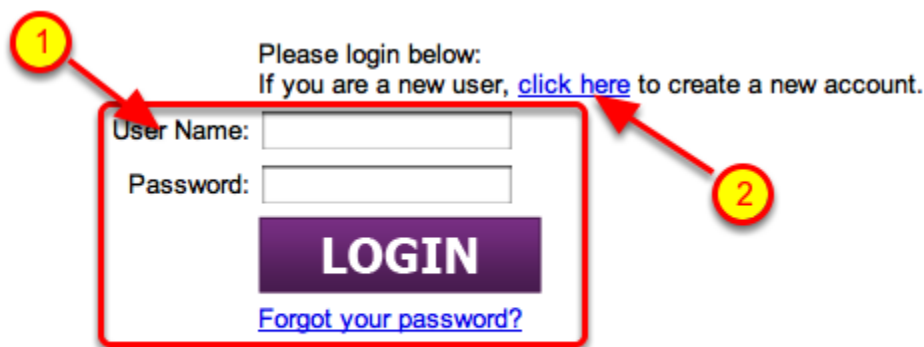 1
Please login below:
If you are a new user, click here to create a new account.
User Name:
Password:
2
LOGIN
Forgot your password?